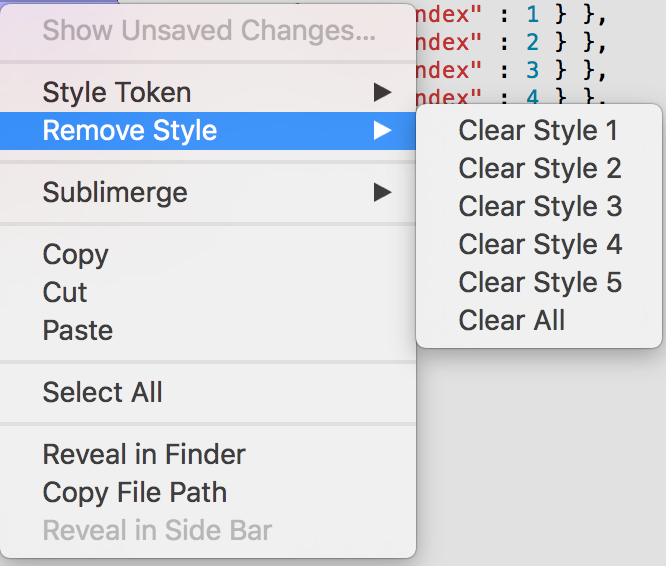 Show Unsaved Changes...
ndex" : 1 } },
ndex" : 2 } },
ndex" : 3 } },
ndex" : 4 } },
Style Token
Remove Style
Sublimerge
Copy
Cut
Paste
Select All
Reveal in Finder
Copy File Path
Reveal in Side Bar
Clear Style 1
Clear Style 2
Clear Style 3
Clear Style 4
Clear Style 5
Clear All